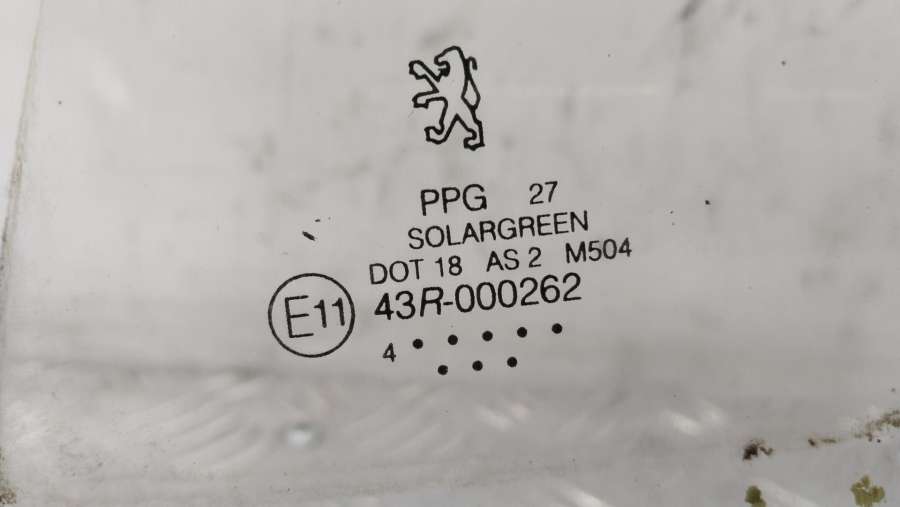 PPG 27
SOLARGREEN
DOT 18 AS 2 M504
E11 43R-000262
4